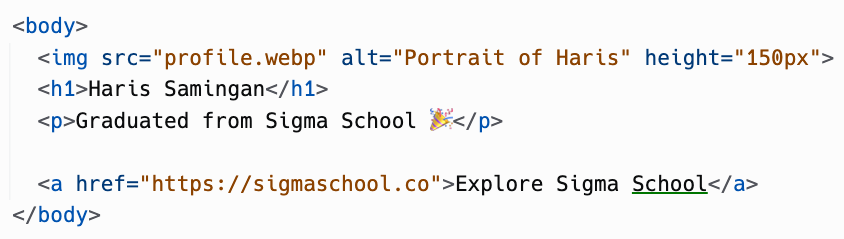 <body>
<img src="profile.webp" alt="Portrait of Haris" height="150px">
<h1>Haris Samingan</h1>
<p>Graduated from Sigma School 🎉</p>
<a href="https://sigmaschool.co">Explore Sigma School</a>
</body>